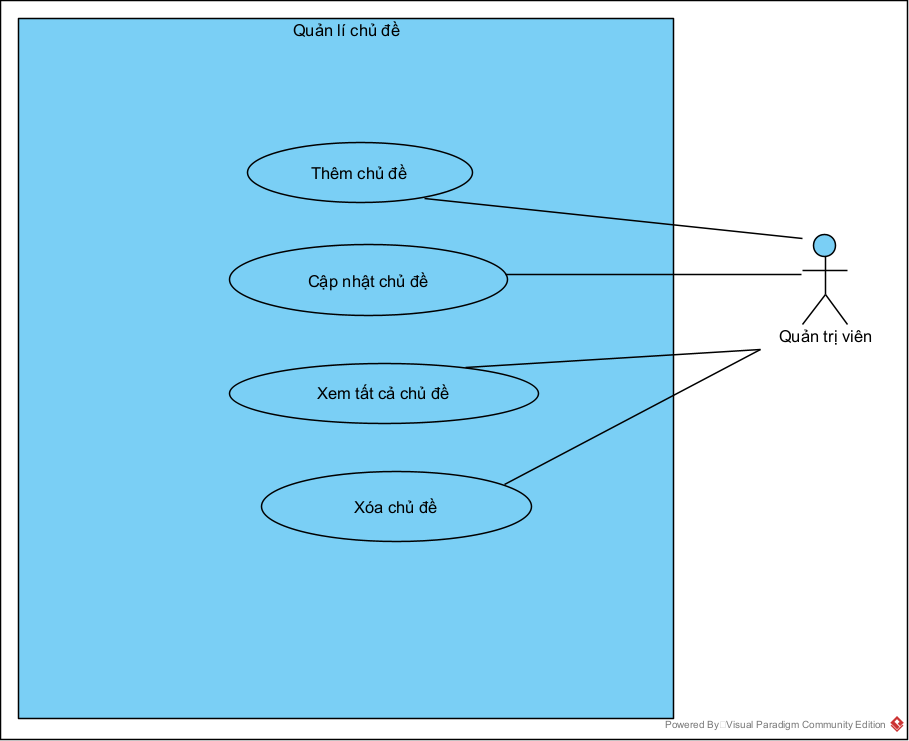 Quản lí chủ đề
Thêm chủ đề
Cập nhật chủ đề
Quản trị viên
Xem tất cả chủ đề
Xóa chủ đề
Powered By Visual Paradigm Community Edition